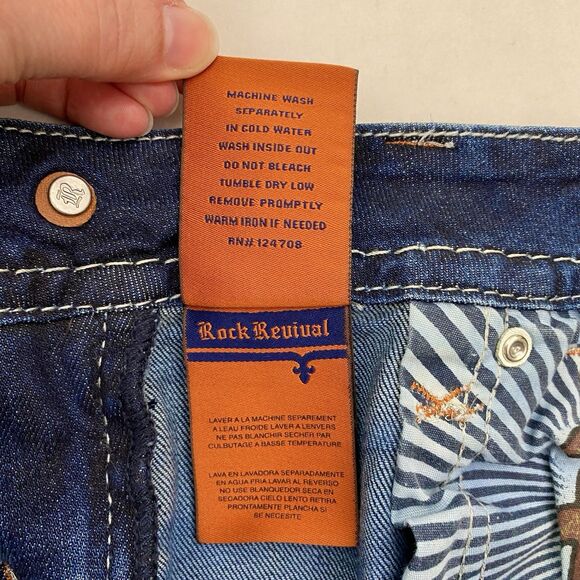 MACHINE WASH
SEPARATELY
IN COLD WATER
WASH INSIDE OUT
DO NOT BLEACH
TUMBLE DRY LOW
REMOVE PROMPTLY
WARM IRON IF NEEDED
RN# 124708
R
Rock Revival
LAVER A LA MACHINE SEPAREMENT
A LEAU FROIDE LAVER A LENVERS
NE PAS BLANCHIR SECHER PAR
CULBUTAGE A BASSE TEMPERATURE
LAVA EN LAVADORA SEPARADAMENTE
EN AGUA FRIA LAVAR AL REVERSO
NO USE BLANQUEDOR SECA EN
SECADORA CIELO LENTO RETIRA
PRONTAMENTE PLANCHA SI
SE NECESITE